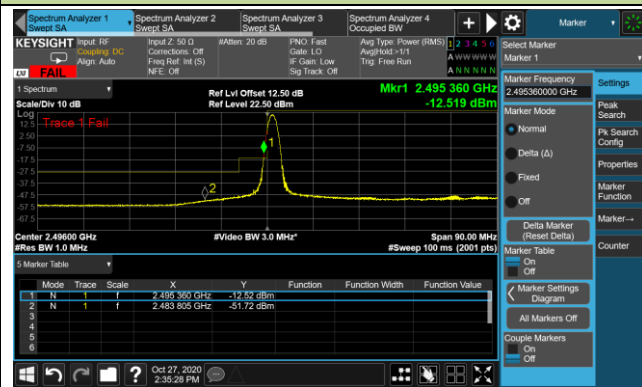 Spectrum Analyzer 1
Swept SA
Spectrum Analyzer 2
Swept SA
Spectrum Analyzer 3
Swept SA
Spectrum Analyzer 4
Occupied BW
+
Marker
KEYSIGHT
Input: RF
Coupling: DC
Align: Auto
LXI
FAIL
Input Z: 50 Ω
Corrections: Off
Freq Ref: Int (S)
NFE: Off
#Atten: 20 dB
PNO: Fast
Gate: LO
IF Gain: Low
Sig Track: Off
Avg Type: Power (RMS)
Avg|Hold:>1/1
Trig: Free Run
1 2 3 4 5 6
A W W W W W
A N N N N N
Select Marker
Marker 1
1 Spectrum
Scale/Div 10 dB
Ref Lvl Offset 12.50 dB
Ref Level 22.50 dBm
Mkr1 2.495 360 GHz
-12.519 dBm
Log
Trace 1 Fail
12.5
2.50
-7.50
-17.5
-27.5
-37.5
-47.5
-57.5
-67.5
1
2
Center 2.49600 GHz
#Res BW 1.0 MHz
#Video BW 3.0 MHz*
Span 90.00 MHz
#Sweep 100 ms (2001 pts)
5 Marker Table
Mode Trace Scale X Y Function Function Width Function Value
1 N 1 f 2.495 360 GHz -12.52 dBm
2 N 1 f 2.483 805 GHz -51.72 dBm
3
4
5
6
Marker Frequency
2.495360000 GHz
Marker Mode
Normal
Delta (Δ)
Fixed
Off
Delta Marker
(Reset Delta)
Marker Table
On
Off
Marker Settings
Diagram
All Markers Off
Couple Markers
On
Off
Settings
Peak
Search
Pk Search
Config
Properties
Marker
Function
Marker→
Counter
?
Oct 27, 2020
2:35:28 PM